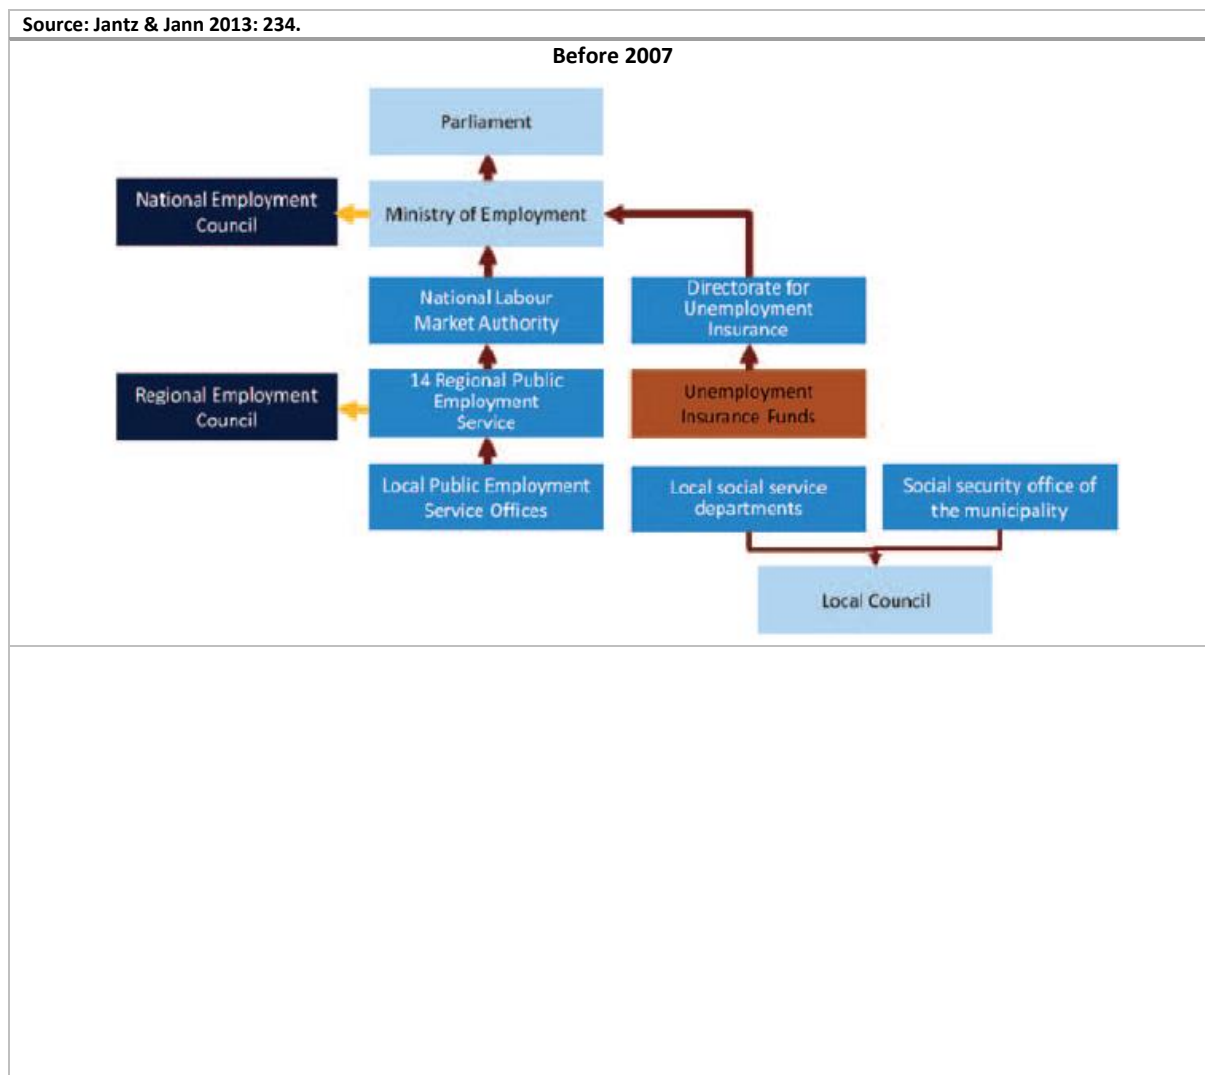 Source: Jantz & Jann 2013: 234.
Before 2007
Parliament
National Employment
Council
Ministry of Employment
National Labour
Market Authority
Directorate for
Unemployment
Insurance
Regional Employment
Council
14 Regional Public
Employment
Service
Unemployment
Insurance Funds
Local Public Employment
Service Offices
Local social service
departments
Social security office of
the municipality
Local Council